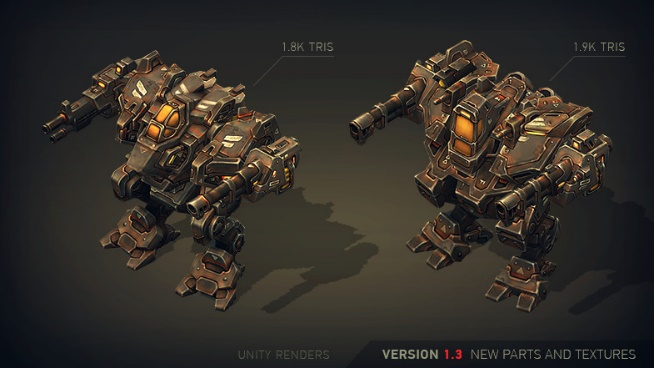 1.8K TRIS
1.9K TRIS
UNITY RENDERS
VERSION 1.3 NEW PARTS AND TEXTURES